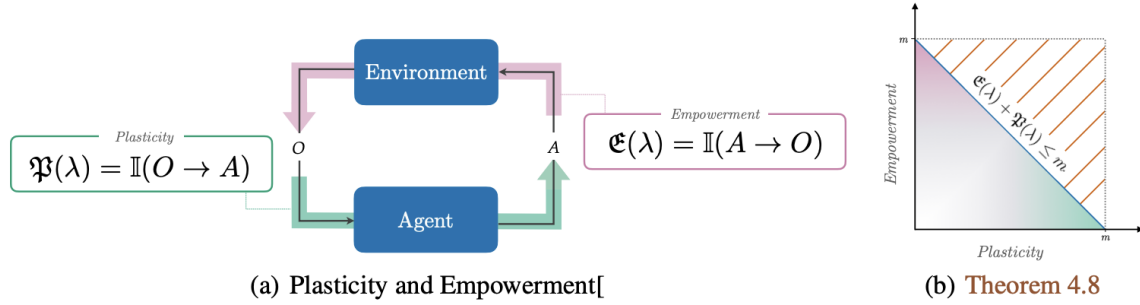 Environment
Plasticity
𝔓(λ) = 𝕀(O → A)
O
A
Empowerment
𝕰(λ) = 𝕀(A → O)
Agent
(a) Plasticity and Empowerment[
Empowerment
m
𝕰(λ) + 𝔓(λ) ≤ m
m
Plasticity
(b) Theorem 4.8